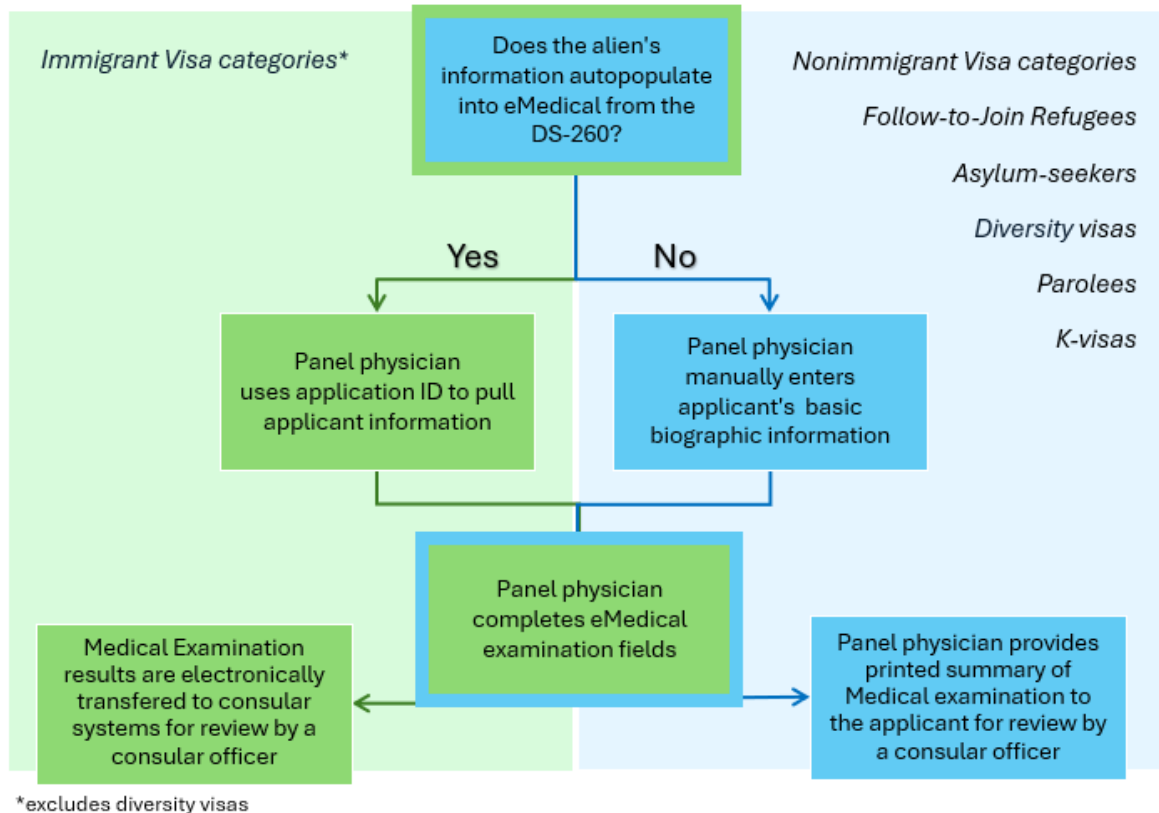 Immigrant Visa categories*
Does the alien's
information autopopulate
into eMedical from the
DS-260?
Nonimmigrant Visa categories
Follow-to-Join Refugees
Asylum-seekers
Diversity visas
Parolees
K-visas
Yes
No
Panel physician
uses application ID to pull
applicant information
Panel physician
manually enters
applicant's basic
biographic information
Panel physician
completes eMedical
examination fields
Medical Examination
results are electronically
transfered to consular
systems for review by a
consular officer
Panel physician provides
printed summary of
Medical examination to
the applicant for review by
a consular officer
*excludes diversity visas